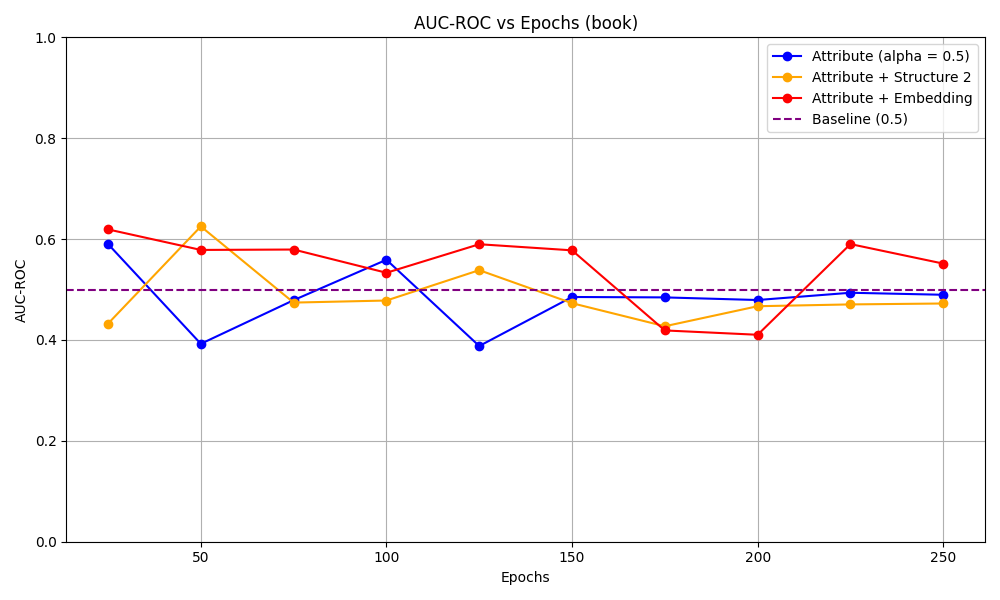 AUC-ROC vs Epochs (book)
Attribute (alpha = 0.5)
Attribute + Structure 2
Attribute + Embedding
Baseline (0.5)
AUC-ROC
1.0
0.8
0.6
0.4
0.2
0.0
50
100
150
200
250
Epochs